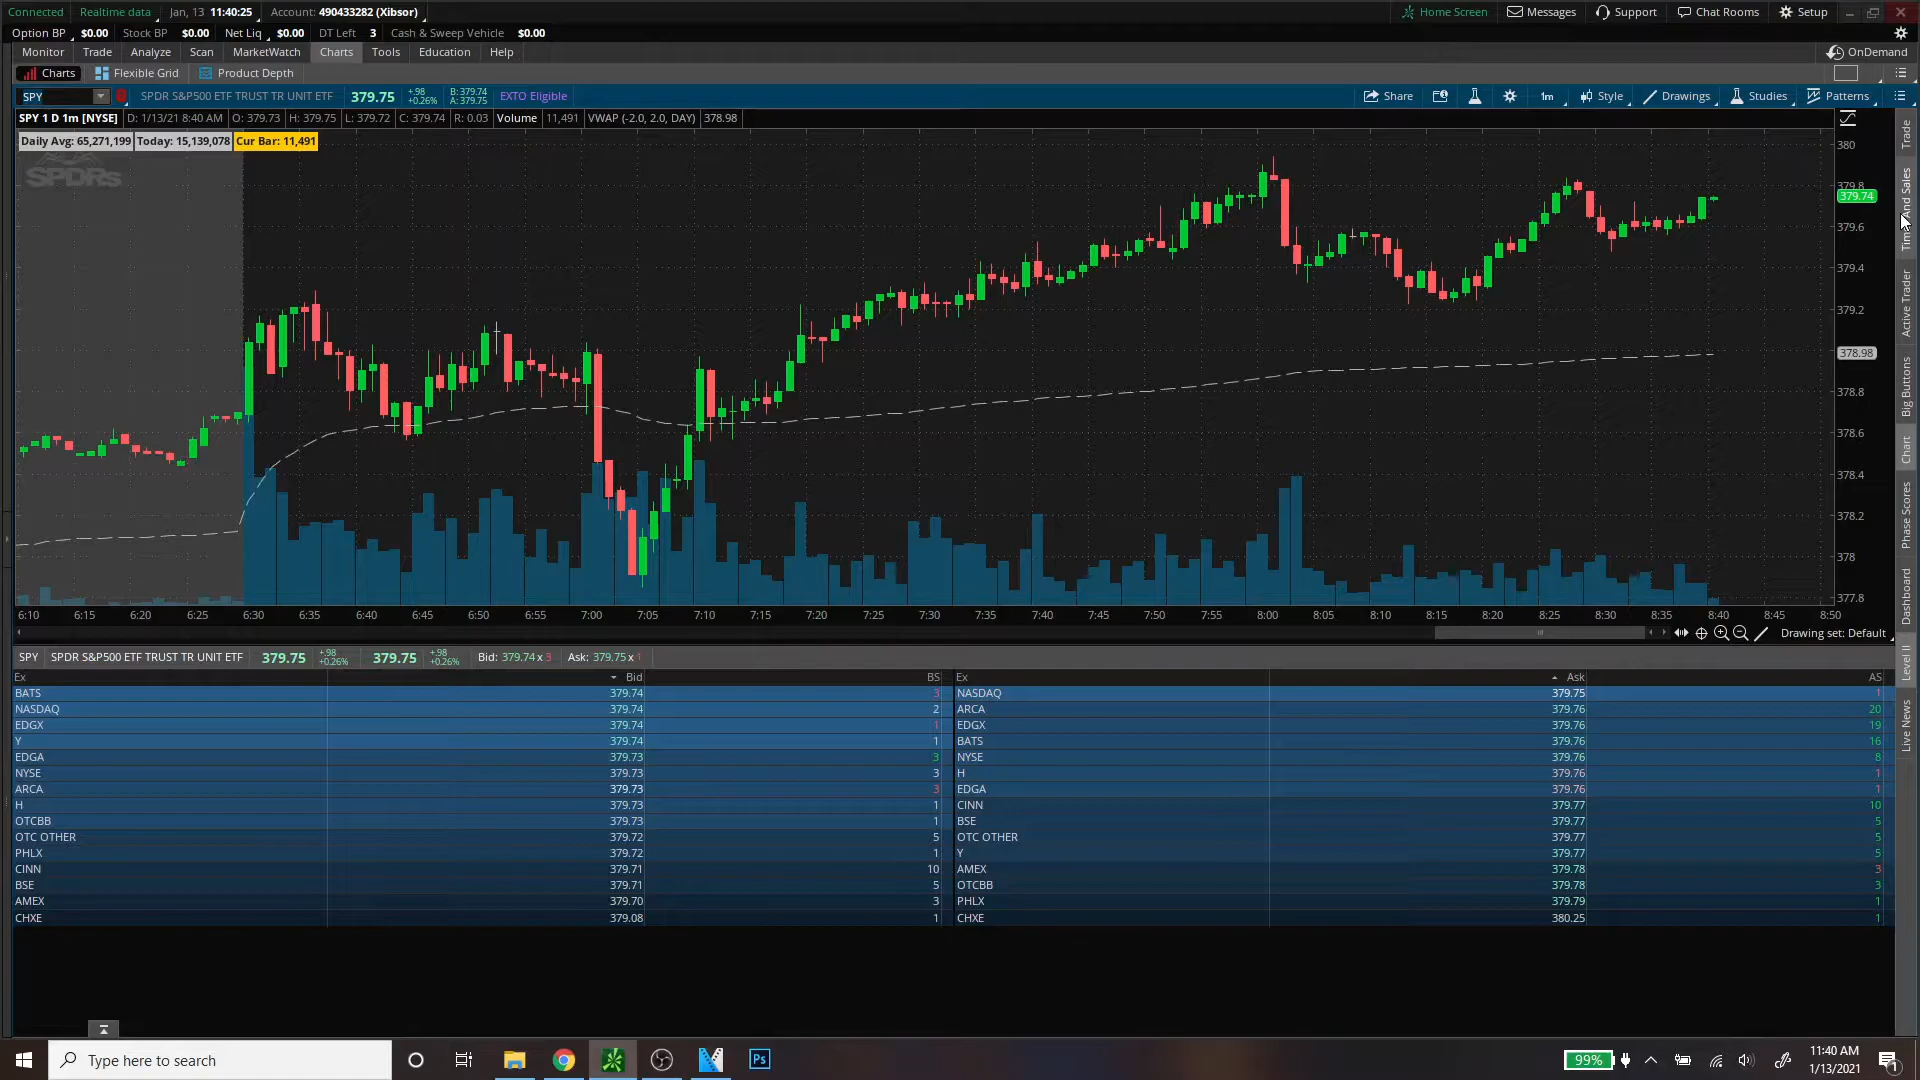 Connected Realtime data Jan, 13 11:40:25 Account: 490433282 (Xibsor) Home Screen Messages Support Chat Rooms Setup
Option BP $0.00 Stock BP $0.00 Net Liq $0.00 DT Left 3 Cash & Sweep Vehicle $0.00
Monitor Trade Analyze Scan MarketWatch Charts Tools Education Help OnDemand
Charts Flexible Grid Product Depth
SPY SPDR S&P500 ETF TRUST TR UNIT ETF 379.75 +.98 +0.26% B: 379.74 A: 379.75 EXTO Eligible Share 1m Style Drawings Studies Patterns
SPY 1 D 1m [NYSE] D: 1/13/21 8:40 AM O: 379.73 H: 379.75 L: 379.72 C: 379.74 R: 0.03 Volume 11,491 VWAP (-2.0, 2.0, DAY) 378.98
Daily Avg: 65,271,199 Today: 15,139,078 Cur Bar: 11,491
SPDRs
380
379.8
379.74
379.6
379.4
379.2
378.98
378.8
378.6
378.4
378.2
378
377.8
6:10 6:15 6:20 6:25 6:30 6:35 6:40 6:45 6:50 6:55 7:00 7:05 7:10 7:15 7:20 7:25 7:30 7:35 7:40 7:45 7:50 7:55 8:00 8:05 8:10 8:15 8:20 8:25 8:30 8:35 8:40 8:45 8:50
Drawing set: Default
Trade
And Sales
Active Trader
Big Buttons
Chart
Phase Scores
Dashboard
Level II
Live News
SPY SPDR S&P500 ETF TRUST TR UNIT ETF 379.75 +.98 +0.26% 379.75 +.98 +0.26% Bid: 379.74 x 3 Ask: 379.75 x 1
Ex Bid BS Ex Ask AS
BATS 379.74 3 NASDAQ 379.75 1
NASDAQ 379.74 2 ARCA 379.76 20
EDGX 379.74 1 EDGX 379.76 19
Y 379.74 1 BATS 379.76 16
EDGA 379.73 3 NYSE 379.76 8
NYSE 379.73 3 H 379.76 1
ARCA 379.73 3 EDGA 379.76 1
H 379.73 1 CINN 379.77 10
OTCBB 379.73 1 BSE 379.77 5
OTC OTHER 379.72 5 OTC OTHER 379.77 5
PHLX 379.72 1 Y 379.77 5
CINN 379.71 10 AMEX 379.78 3
BSE 379.71 5 OTCBB 379.78 3
AMEX 379.70 3 PHLX 379.79 1
CHXE 379.08 1 CHXE 380.25 1
Type here to search
Ps
99%
11:40 AM
1/13/2021
1